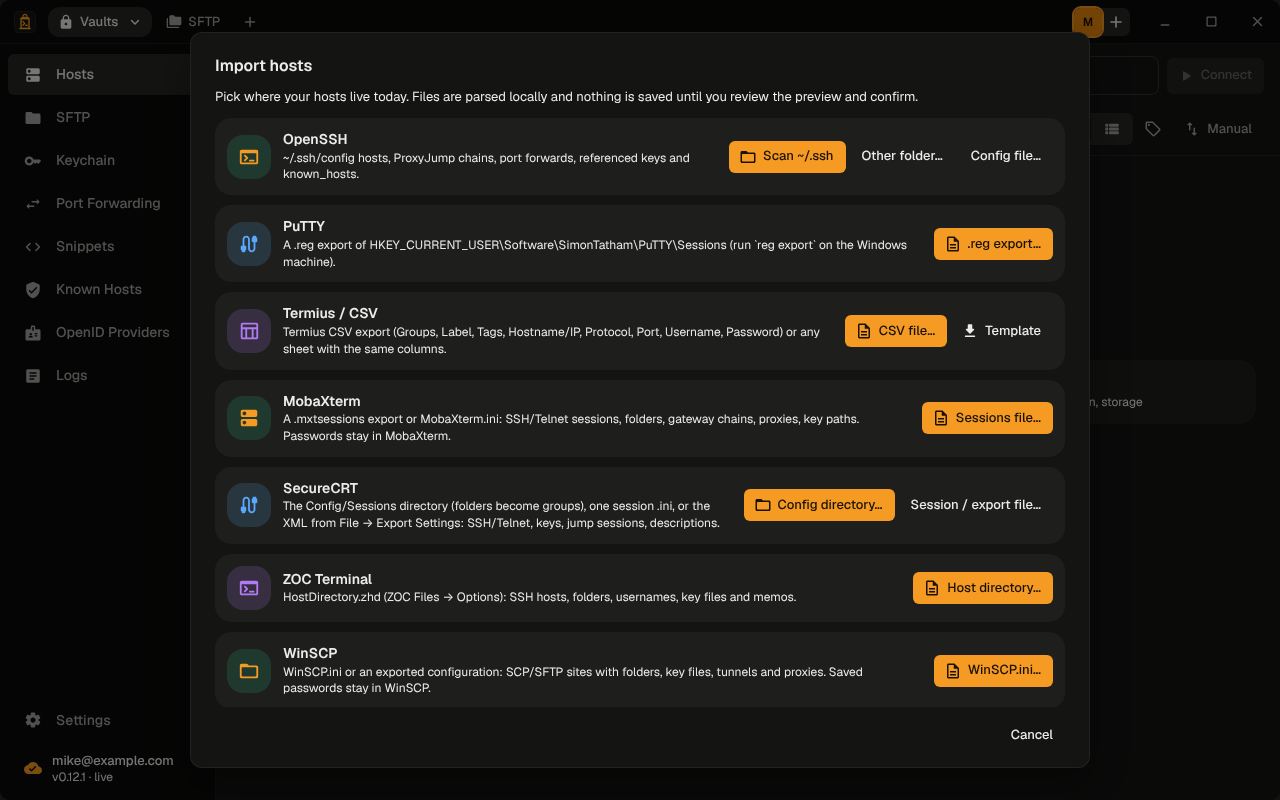 Vaults
SFTP
M
Hosts
SFTP
Keychain
Port Forwarding
Snippets
Known Hosts
OpenID Providers
Logs
Settings
mike@example.com
v0.12.1 · live
Connect
Manual
n, storage
Import hosts
Pick where your hosts live today. Files are parsed locally and nothing is saved until you review the preview and confirm.
OpenSSH
~/.ssh/config hosts, ProxyJump chains, port forwards, referenced keys and
known_hosts.
Scan ~/.ssh
Other folder…
Config file…
PuTTY
A .reg export of HKEY_CURRENT_USER\Software\SimonTatham\PuTTY\Sessions (run `reg export` on the Windows
machine).
.reg export…
Termius / CSV
Termius CSV export (Groups, Label, Tags, Hostname/IP, Protocol, Port, Username, Password) or any
sheet with the same columns.
CSV file…
Template
MobaXterm
A .mxtsessions export or MobaXterm.ini: SSH/Telnet sessions, folders, gateway chains, proxies, key paths.
Passwords stay in MobaXterm.
Sessions file…
SecureCRT
The Config/Sessions directory (folders become groups), one session .ini, or the
XML from File → Export Settings: SSH/Telnet, keys, jump sessions, descriptions.
Config directory…
Session / export file…
ZOC Terminal
HostDirectory.zhd (ZOC Files → Options): SSH hosts, folders, usernames, key files and memos.
Host directory…
WinSCP
WinSCP.ini or an exported configuration: SCP/SFTP sites with folders, key files, tunnels and proxies. Saved
passwords stay in WinSCP.
WinSCP.ini…
Cancel